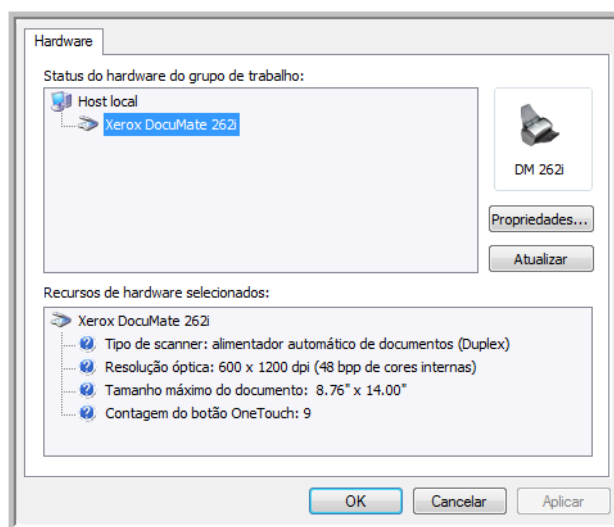 Hardware
Status do hardware do grupo de trabalho:
Host local
Xerox DocuMate 262i
DM 262i
Propriedades...
Atualizar
Recursos de hardware selecionados:
Xerox DocuMate 262i
Tipo de scanner: alimentador automático de documentos (Duplex)
Resolução óptica: 600 x 1200 dpi (48 bpp de cores internas)
Tamanho máximo do documento: 8.76" x 14.00"
Contagem do botão OneTouch: 9
OK
Cancelar
Aplicar